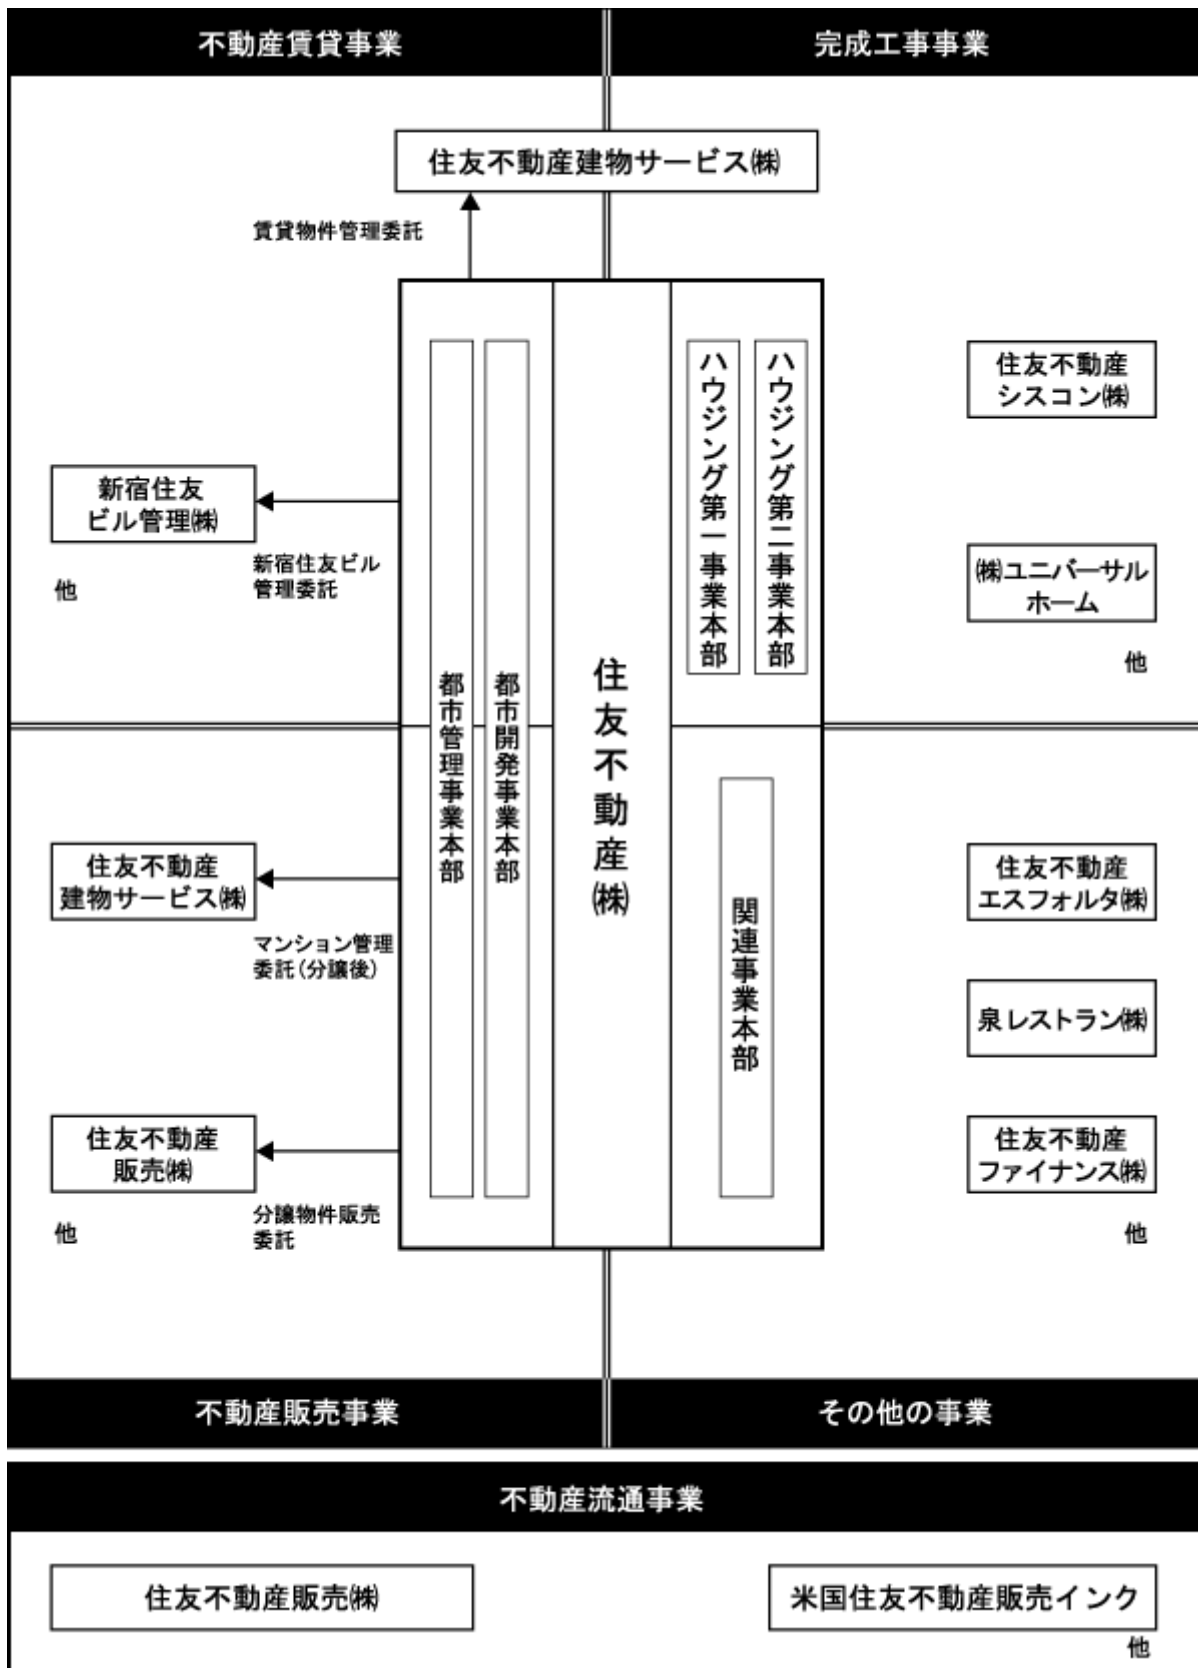 不動産賃貸事業
完成工事事業
住友不動産建物サービス㈱
賃貸物件管理委託
新宿住友
ビル管理㈱
新宿住友ビル
管理委託
他
都市管理事業本部
都市開発事業本部
住友不動産㈱
ハウジング第一事業本部
ハウジング第二事業本部
住友不動産
シスコン㈱
㈱ユニバーサル
ホーム
他
住友不動産
建物サービス㈱
マンション管理
委託(分譲後)
住友不動産
販売㈱
分譲物件販売
委託
他
関連事業本部
住友不動産
エスフォルタ㈱
泉レストラン㈱
住友不動産
ファイナンス㈱
他
不動産販売事業
その他の事業
不動産流通事業
住友不動産販売㈱
米国住友不動産販売インク
他